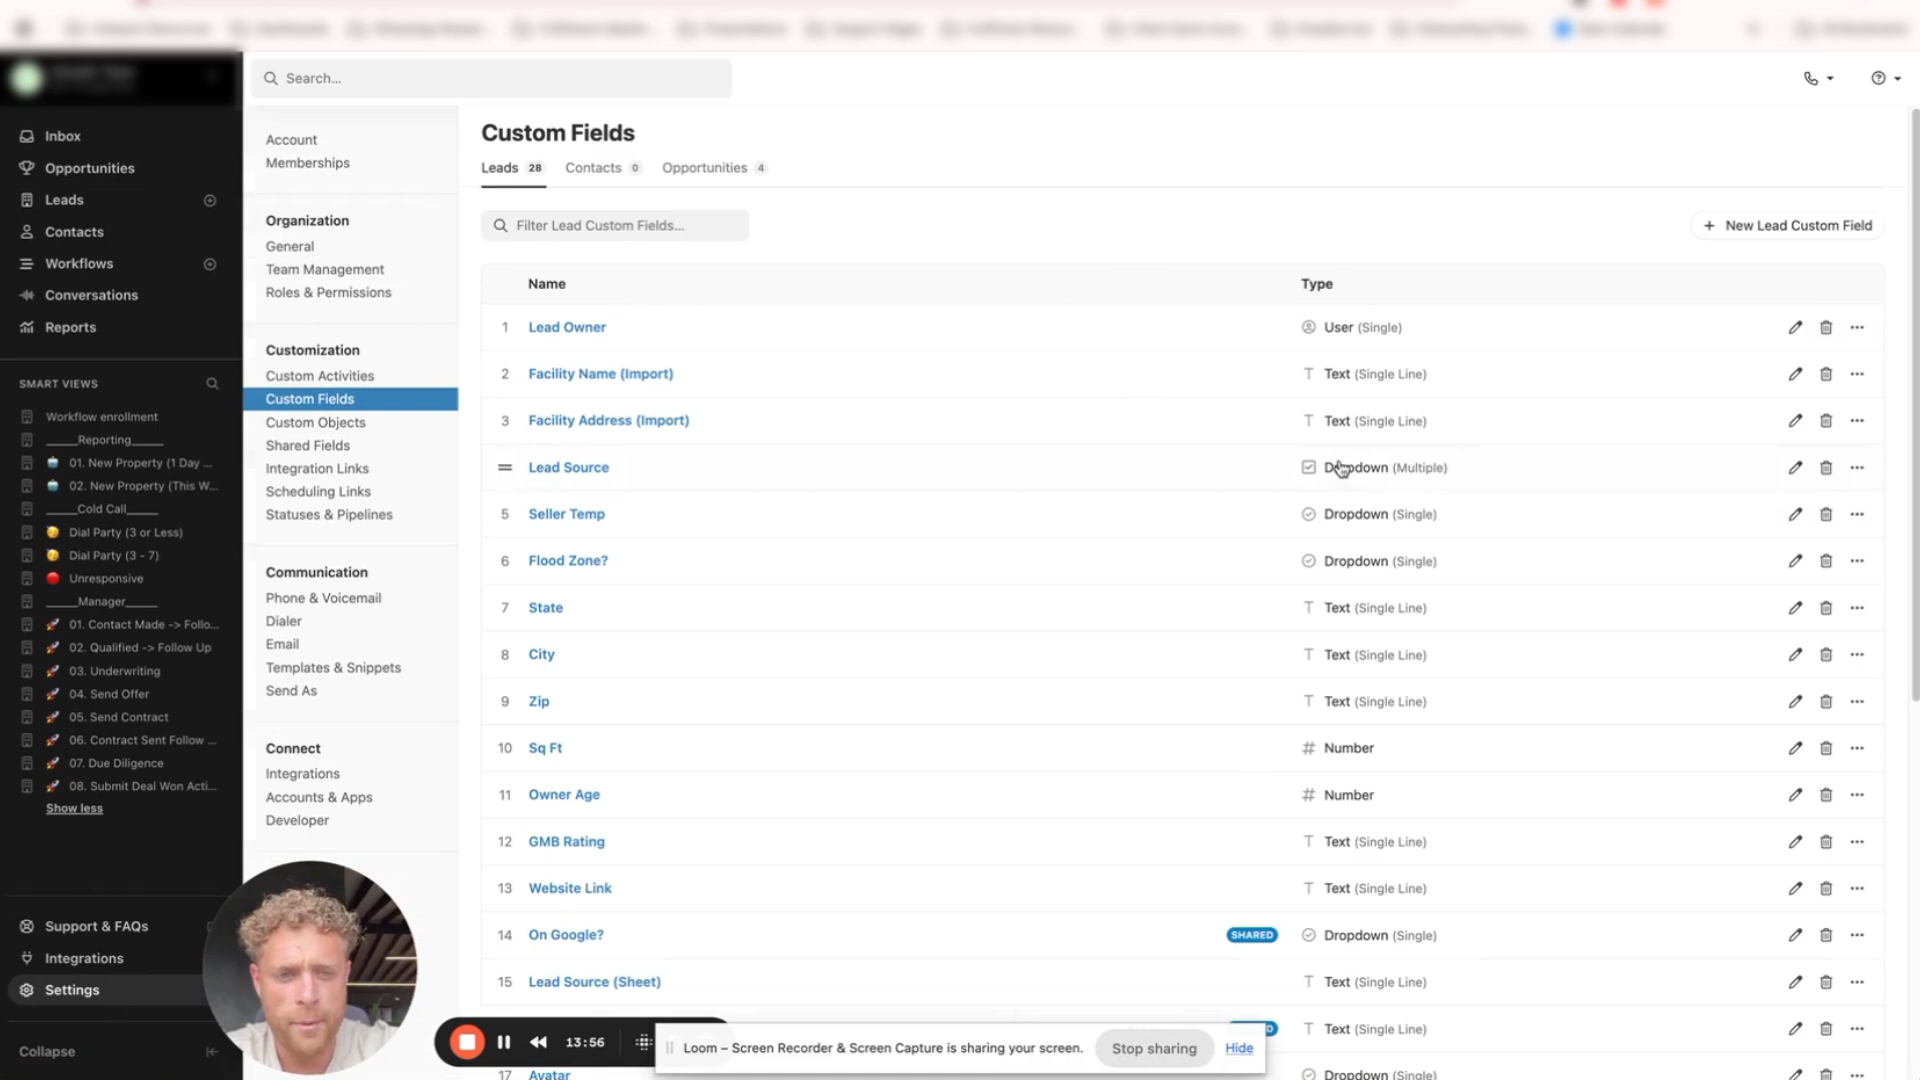 Search...
Inbox
Opportunities
Leads
Contacts
Workflows
Conversations
Reports
SMART VIEWS
Workflow enrollment
_____Reporting_____
01. New Property (1 Day ...
02. New Property (This W...
_____Cold Call_____
Dial Party (3 or Less)
Dial Party (3 - 7)
Unresponsive
_____Manager_____
01. Contact Made -> Follo...
02. Qualified -> Follow Up
03. Underwriting
04. Send Offer
05. Send Contract
06. Contract Sent Follow ...
07. Due Diligence
08. Submit Deal Won Acti...
Show less
Support & FAQs
Integrations
Settings
Collapse
Account
Memberships
Organization
General
Team Management
Roles & Permissions
Customization
Custom Activities
Custom Fields
Custom Objects
Shared Fields
Integration Links
Scheduling Links
Statuses & Pipelines
Communication
Phone & Voicemail
Dialer
Email
Templates & Snippets
Send As
Connect
Integrations
Accounts & Apps
Developer
Custom Fields
Leads 28 Contacts 0 Opportunities 4
Filter Lead Custom Fields...
+ New Lead Custom Field
Name Type
1 Lead Owner User (Single)
2 Facility Name (Import) Text (Single Line)
3 Facility Address (Import) Text (Single Line)
Lead Source Dropdown (Multiple)
5 Seller Temp Dropdown (Single)
6 Flood Zone? Dropdown (Single)
7 State Text (Single Line)
8 City Text (Single Line)
9 Zip Text (Single Line)
10 Sq Ft Number
11 Owner Age Number
12 GMB Rating Text (Single Line)
13 Website Link Text (Single Line)
14 On Google? SHARED Dropdown (Single)
15 Lead Source (Sheet) Text (Single Line)
Text (Single Line)
17 Avatar Dropdown (Single)
13:56
Loom – Screen Recorder & Screen Capture is sharing your screen. Stop sharing Hide